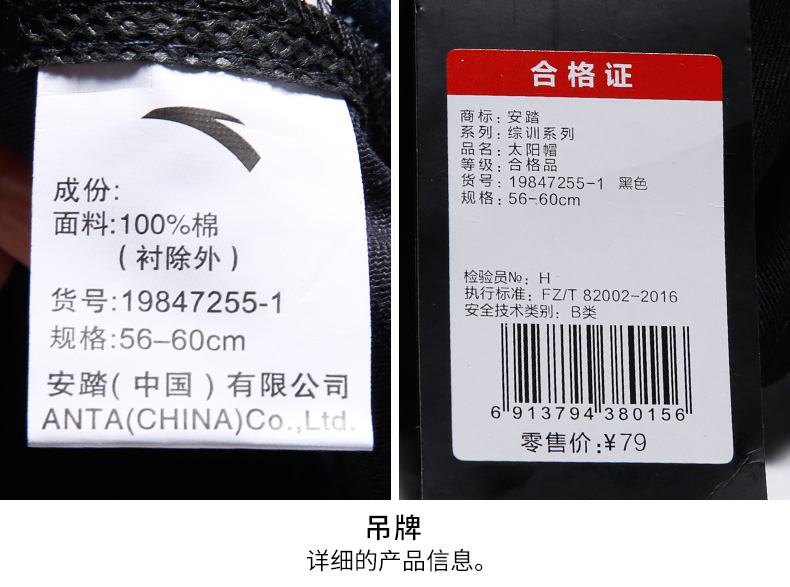 成份:
面料:100%棉
(衬除外)
货号:19847255-1
规格:56-60cm
安踏(中国)有限公司
ANTA(CHINA)Co.,Ltd.
合格证
商标: 安踏
系列: 综训系列
品名: 太阳帽
等级: 合格品
货号: 19847255-1 黑色
规格: 56-60cm
检验员№: H
执行标准: FZ/T 82002-2016
安全技术类别: B类
6 913794 380156
零售价:¥79
吊牌
详细的产品信息。